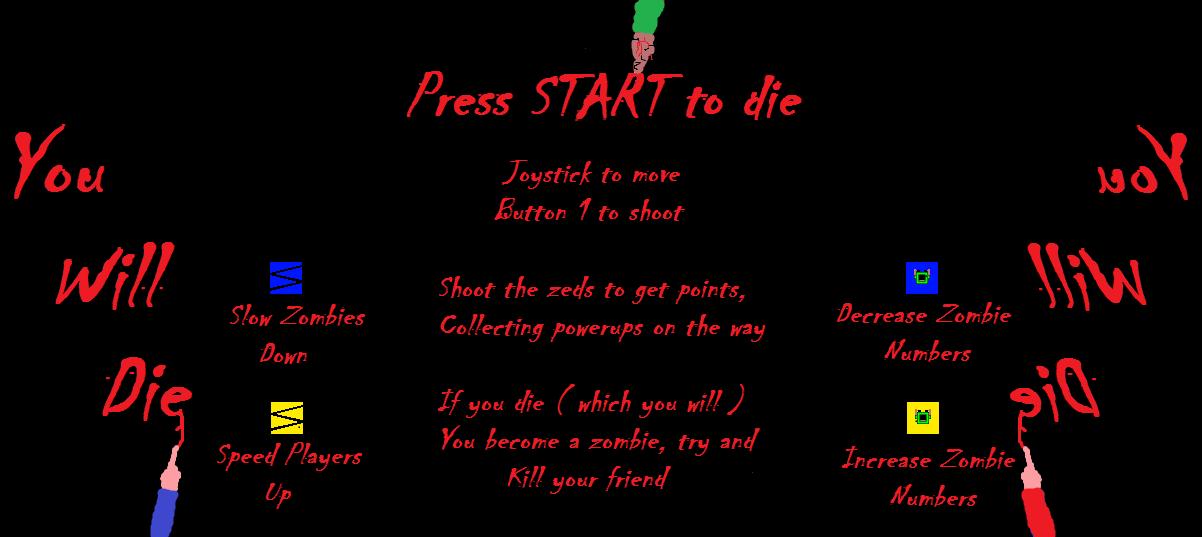 Press START to die
Joystick to move
Button 1 to shoot
You
Will
Die
Slow Zombies
Down
Speed Players
Up
Shoot the zeds to get points,
Collecting powerups on the way
If you die ( which you will )
You become a zombie, try and
Kill your friend
Decrease Zombie
Numbers
Increase Zombie
Numbers
You
Will
Die